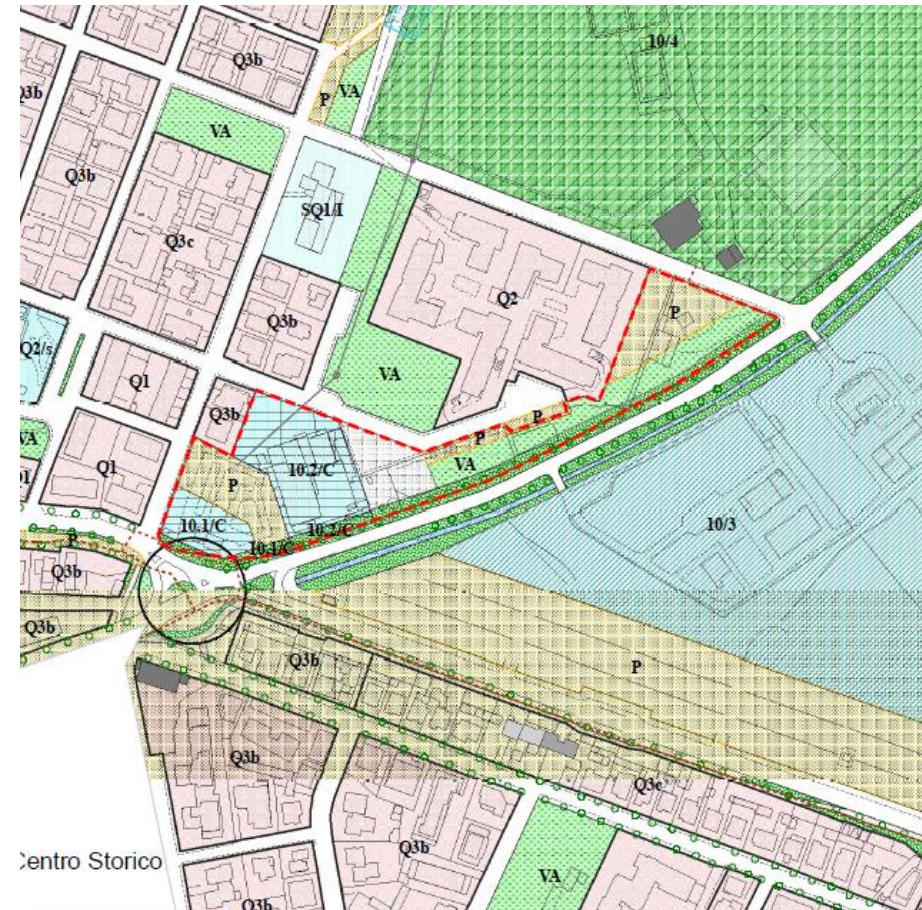 10/4
Q3b
Q3b
P
VA
VA
Q3b
SQ1/I
Q3c
Q2
Q3b
P
Q2/s
Q1
VA
Q3b
P
VA
P
Q1
10.2/C
VA
P
10.1/C
10.2/C
10/3
10.1/C
P
Q3b
Q3b
Q3b
P
Q3b
Q3c
Q3b
Centro Storico
VA
Q3b